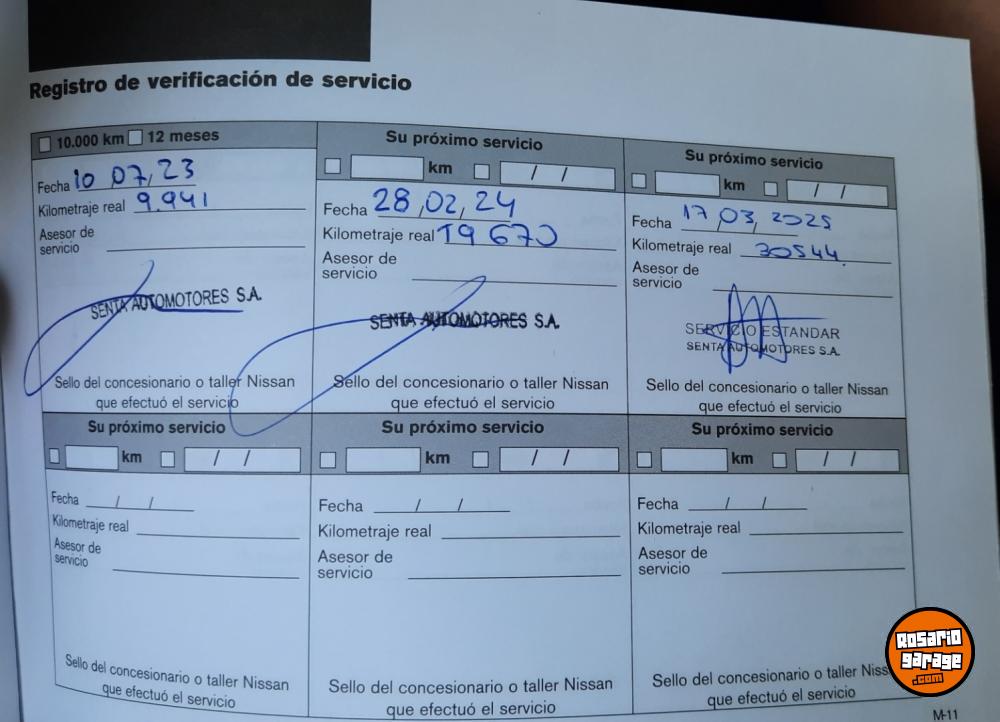 Registro de verificación de servicio
10.000 km 12 meses
Fecha 10 07, 23
Kilometraje real 9.941
Asesor de
servicio
SENTA AUTOMOTORES S.A.
Sello del concesionario o taller Nissan
que efectuó el servicio
Su próximo servicio
km / /
Fecha 28, 02, 24
Kilometraje real 19 670
Asesor de
servicio
SENTA AUTOMOTORES S.A.
Sello del concesionario o taller Nissan
que efectuó el servicio
Su próximo servicio
km / /
Fecha 17, 03, 2025
Kilometraje real 30544.
Asesor de
servicio
SERVICIO ESTANDAR
SENTA AUTOMOTORES S.A.
Sello del concesionario o taller Nissan
que efectuó el servicio
Su próximo servicio
km / /
Fecha / /
Kilometraje real
Asesor de
servicio
Sello del concesionario o taller Nissan
que efectuó el servicio
Su próximo servicio
km / /
Fecha / /
Kilometraje real
Asesor de
servicio
Sello del concesionario o taller Nissan
que efectuó el servicio
Su próximo servicio
km / /
Fecha / /
Kilometraje real
Asesor de
servicio
Sello del concesionario o taller Niss
que efectuó el servicio
Rosario
garage
.com
M-11